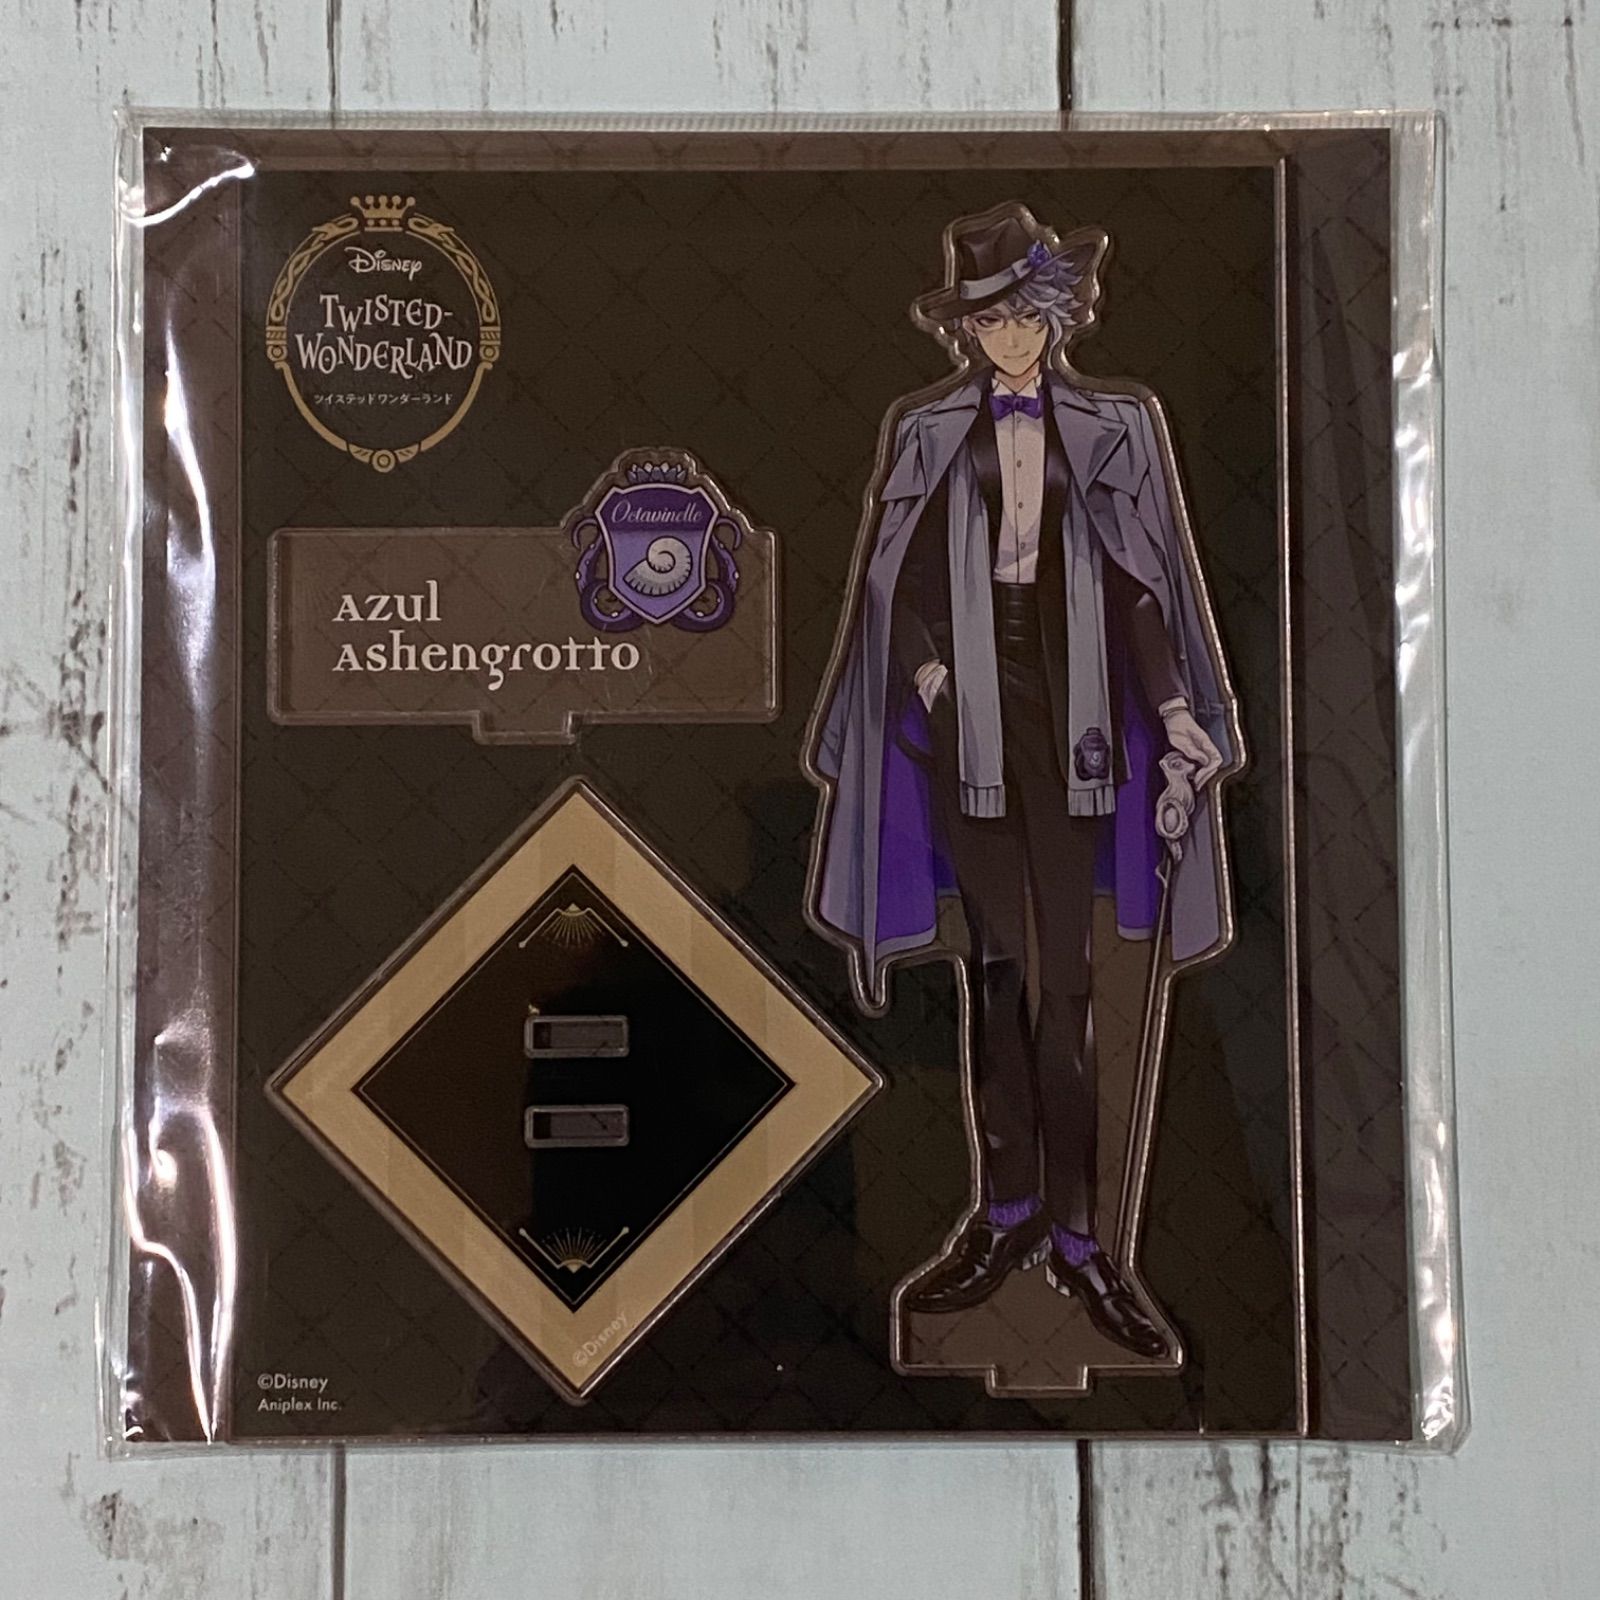 Disney
TWISTED-
WONDERLAND
ツイステッドワンダーランド
Octavinelle
Azul
Ashengrotto
©Disney
©Disney
Aniplex Inc.